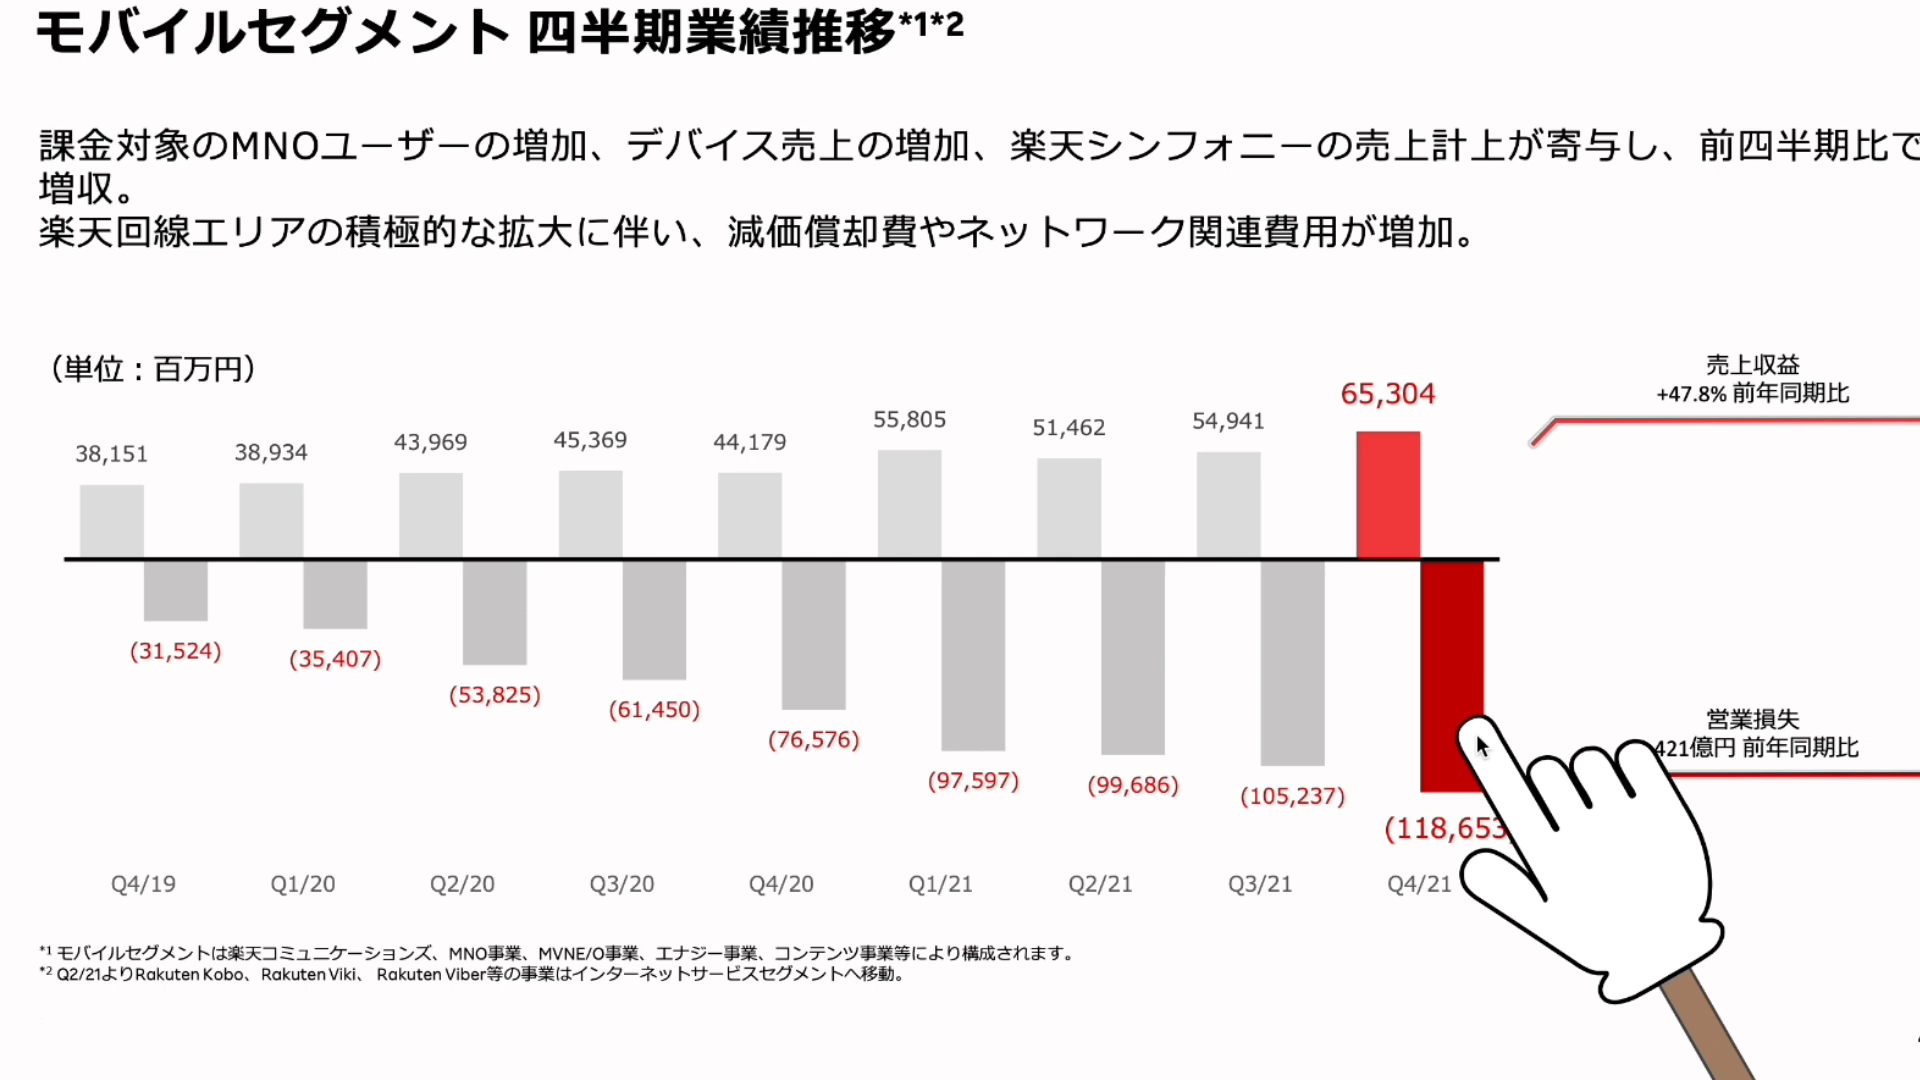 モバイルセグメント 四半期業績推移*1*2
課金対象のMNOユーザーの増加、デバイス売上の増加、楽天シンフォニーの売上計上が寄与し、前四半期比で
増収。
楽天回線エリアの積極的な拡大に伴い、減価償却費やネットワーク関連費用が増加。
（単位：百万円）
売上収益
+47.8% 前年同期比
38,151
38,934
43,969
45,369
44,179
55,805
51,462
54,941
65,304
(31,524)
(35,407)
(53,825)
(61,450)
(76,576)
(97,597)
(99,686)
(105,237)
(118,653
営業損失
421億円 前年同期比
Q4/19
Q1/20
Q2/20
Q3/20
Q4/20
Q1/21
Q2/21
Q3/21
Q4/21
*1 モバイルセグメントは楽天コミュニケーションズ、MNO事業、MVNE/O事業、エナジー事業、コンテンツ事業等により構成されます。
*2 Q2/21よりRakuten Kobo、Rakuten Viki、 Rakuten Viber等の事業はインターネットサービスセグメントへ移動。